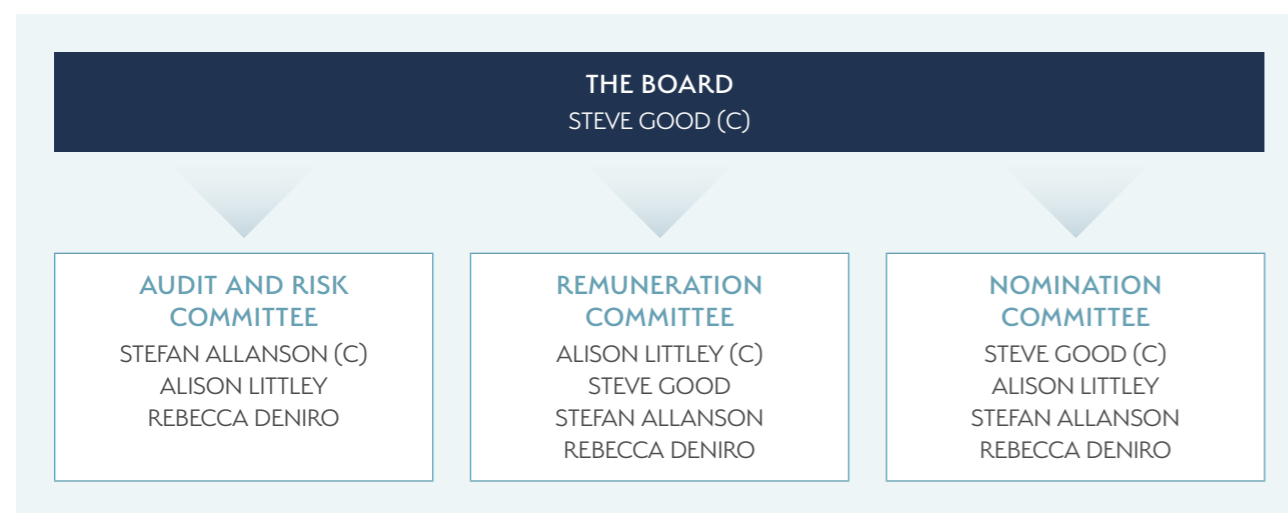 THE BOARD
STEVE GOOD (C)
AUDIT AND RISK
COMMITTEE
STEFAN ALLANSON (C)
ALISON LITTLEY
REBECCA DENIRO
REMUNERATION
COMMITTEE
ALISON LITTLEY (C)
STEVE GOOD
STEFAN ALLANSON
REBECCA DENIRO
NOMINATION
COMMITTEE
STEVE GOOD (C)
ALISON LITTLEY
STEFAN ALLANSON
REBECCA DENIRO